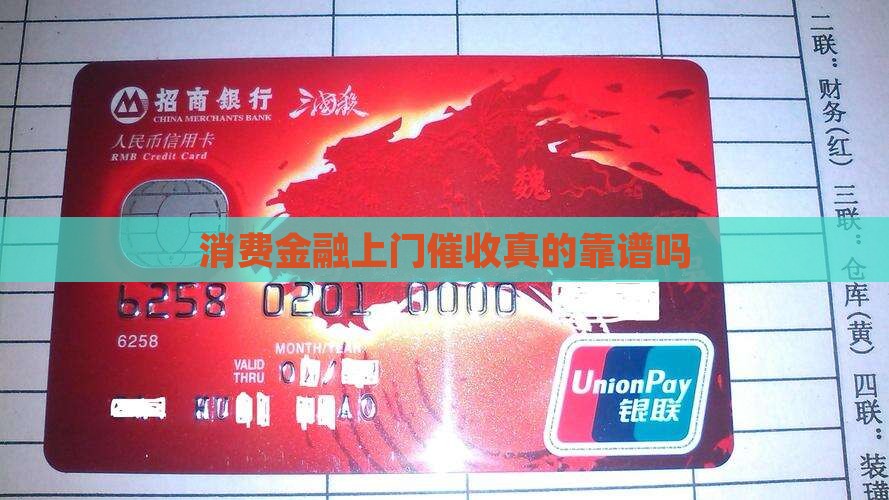 招商银行
CHINA MERCHANTS BANK
三国杀
人民币信用卡
RMB Credit Card
魏
消费金融上门催收真的靠谱吗
6258 0201 0000
6258
MONTH/YEAR
VALID
THRU
UnionPay
银联
二联：财务(红)三联：仓库(黄)四联：装璜